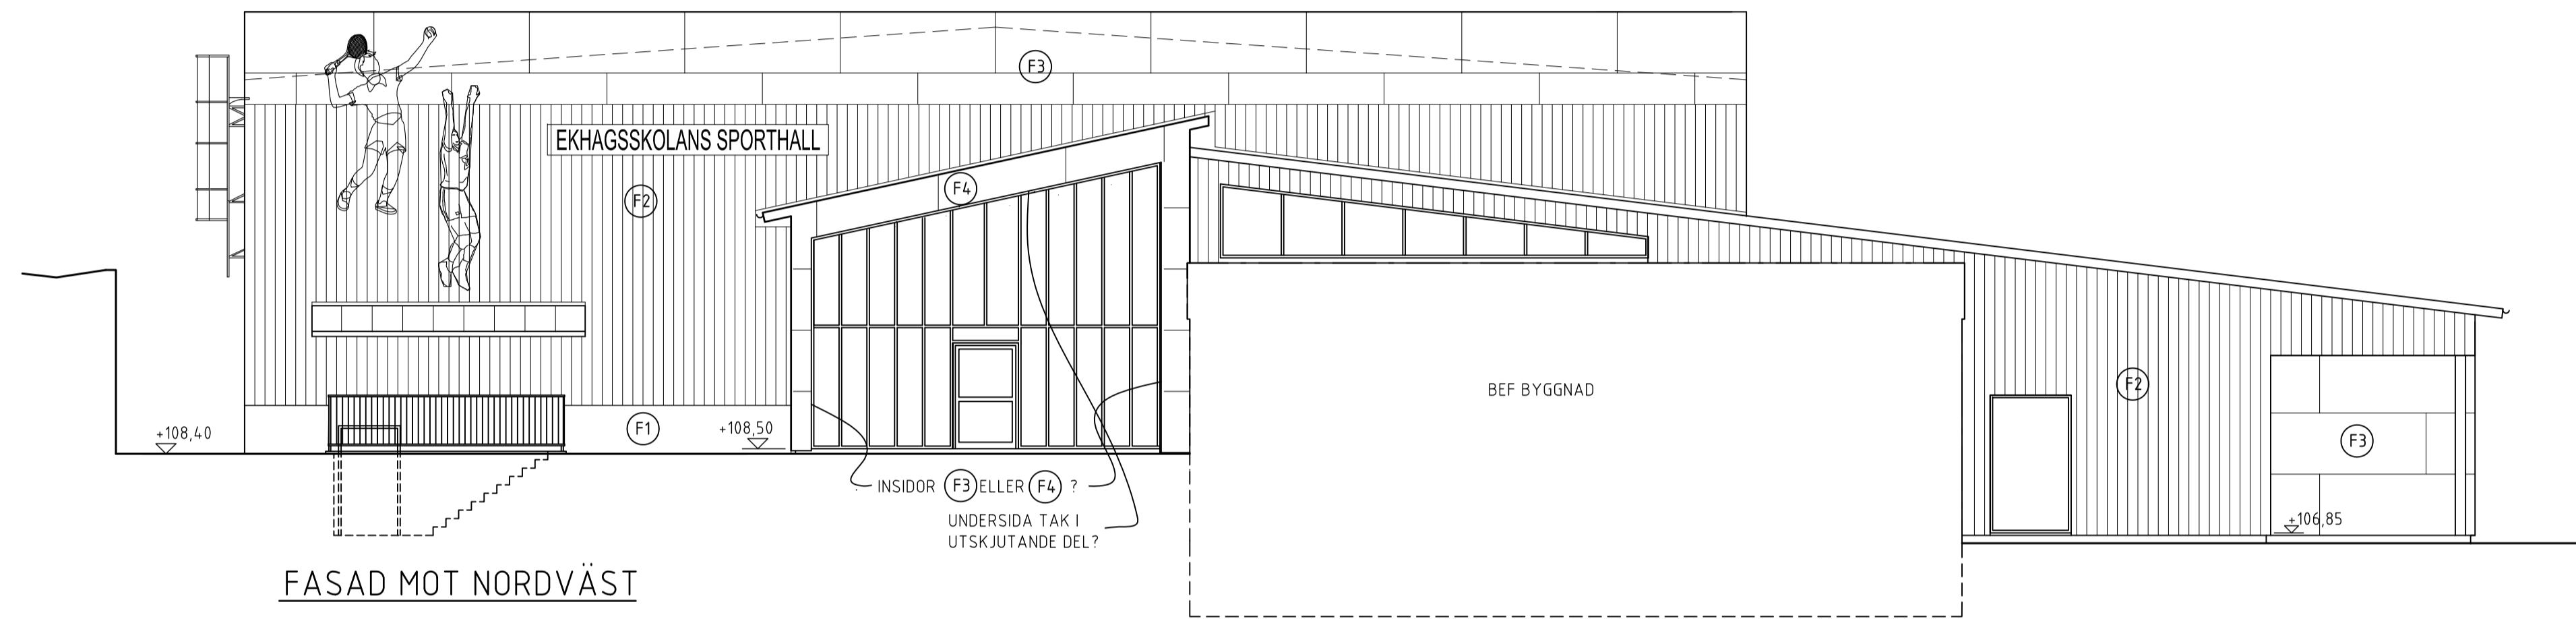 F3
EKHAGSSKOLANS SPORTHALL
F4
F2
BEF BYGGNAD
F2
+108,40
F1
+108,50
F3
INSIDOR F3 ELLER F4 ?
UNDERSIDA TAK I
UTSKJUTANDE DEL?
+106,85
FASAD MOT NORDVÄST